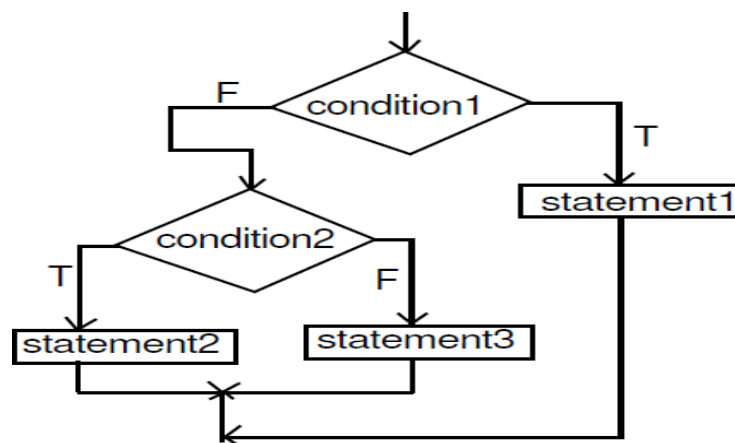 condition1
F
T
statement1
condition2
T
F
statement2
statement3